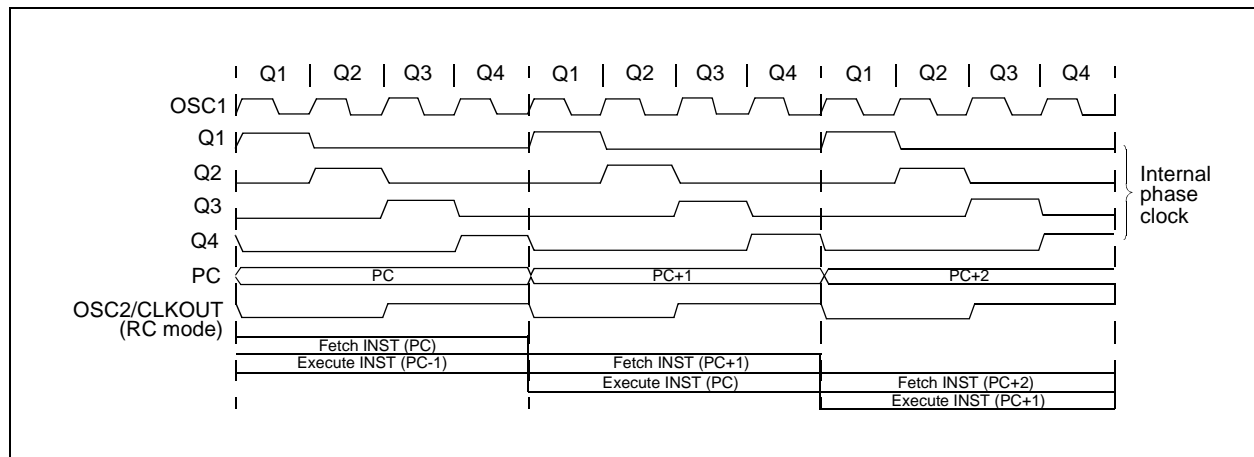 Q1 Q2 Q3 Q4 Q1 Q2 Q3 Q4 Q1 Q2 Q3 Q4
OSC1
Q1
Q2
Q3
Q4
Internal
phase
clock
PC PC PC+1 PC+2
OSC2/CLKOUT
(RC mode)
Fetch INST (PC)
Execute INST (PC-1) Fetch INST (PC+1)
Execute INST (PC) Fetch INST (PC+2)
Execute INST (PC+1)